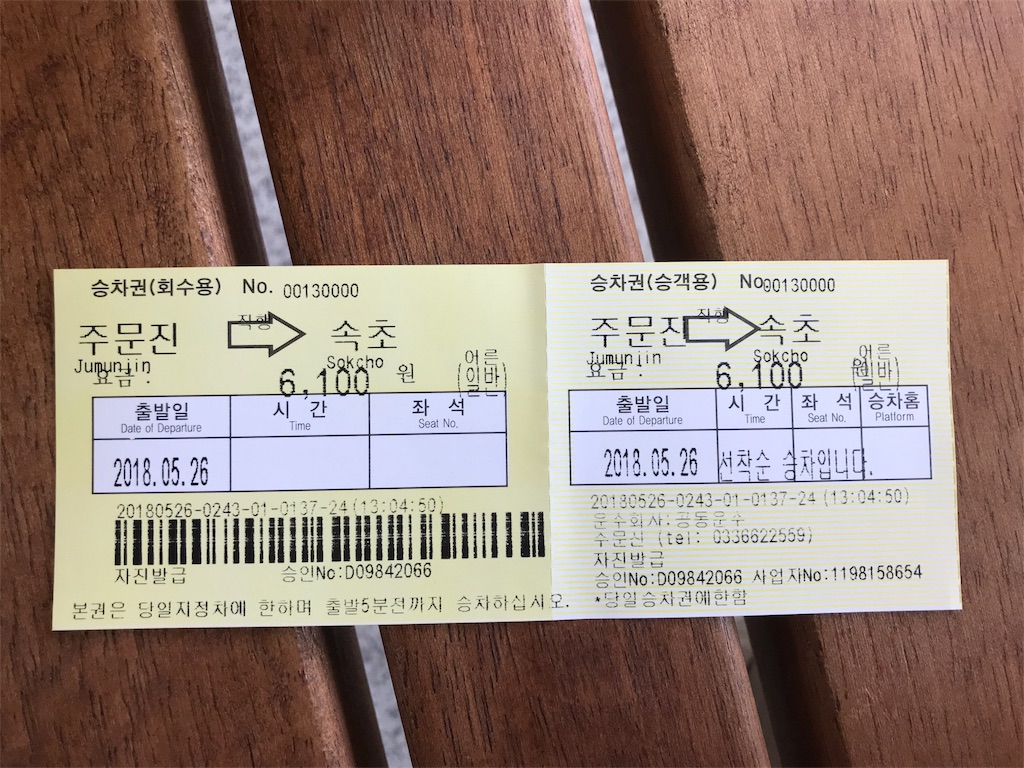 승차권(회수용) No. 00130000
직행
주문진 속초
Jumunjin Sokcho
요금 : 6,100 원 (어른 일반)
출발일 시 간 좌 석
Date of Departure Time Seat No.
2018.05.26
20180526-0243-01-0137-24(13:04:50)
자진발급 승인No:D09842066
본권은 당일지정차에 한하며 출발5분전까지 승차하십시오.
승차권(승객용) No 00130000
직행
주문진 속초
Jumunjin Sokcho
요금 : 6,100 원 (어른 일반)
출발일 시 간 좌 석 승차홈
Date of Departure Time Seat No. Platform
2018.05.26 선착순 승차입니다.
20180526-0243-01-0137-24(13:04:50)
운수회사:공동운수
주문진 (tel: 0336622559)
자진발급
승인No:D09842066 사업자No:1198158654
*당일승차권에한함